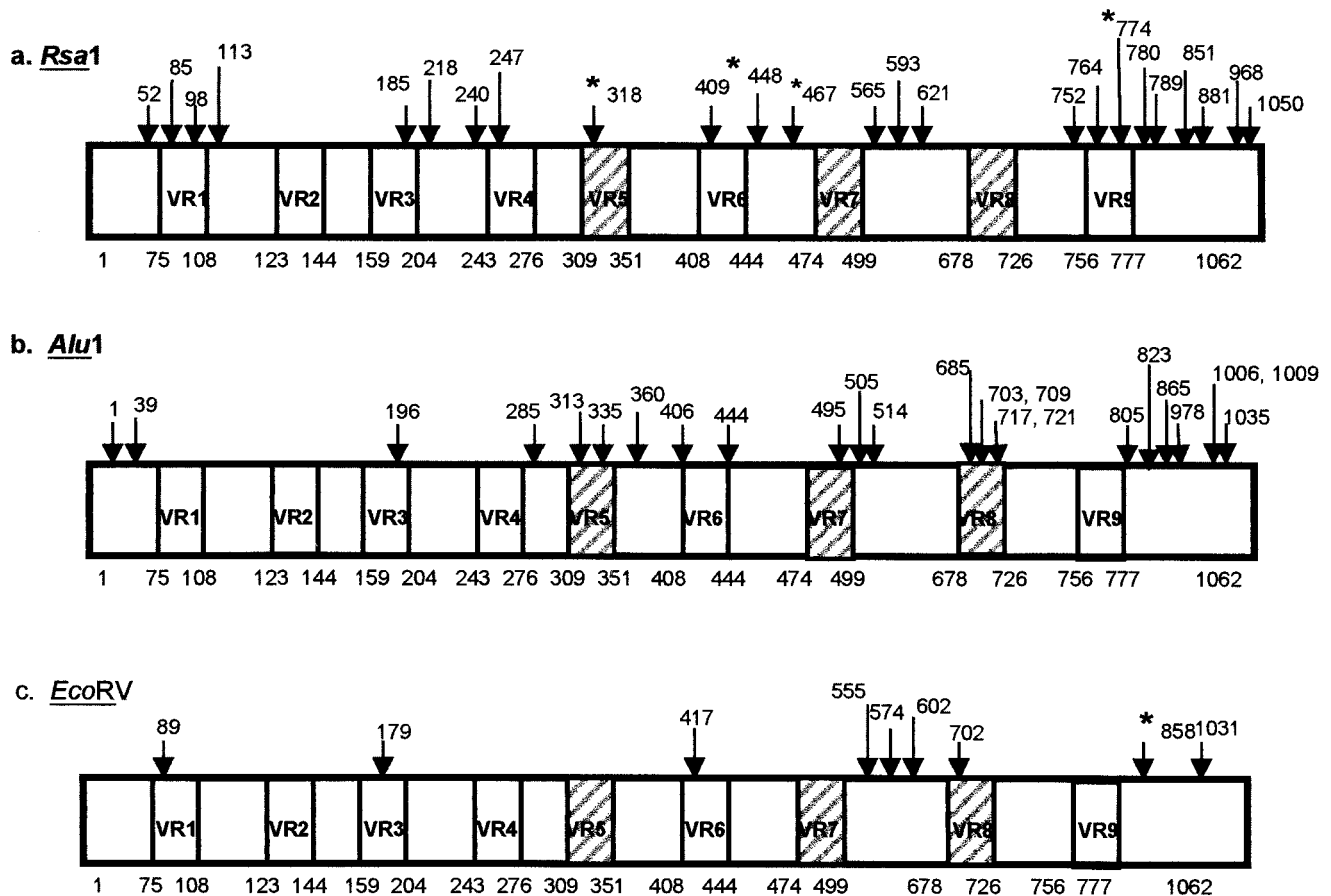 a. Rsa1
52 85 98 113 185 218 240 247 * 318 409 * 448 * 467 565 593 621 752 764 * 774 780 789 851 881 968 1050
VR1 VR2 VR3 VR4 VR5 VR6 VR7 VR8 VR9
1 75 108 123 144 159 204 243 276 309 351 408 444 474 499 678 726 756 777 1062
b. Alu1
1 39 196 285 313 335 360 406 444 495 505 514 685 703, 709 717, 721 805 823 865 978 1006, 1009 1035
VR1 VR2 VR3 VR4 VR5 VR6 VR7 VR8 VR9
1 75 108 123 144 159 204 243 276 309 351 408 444 474 499 678 726 756 777 1062
c. EcoRV
89 179 417 555 574 602 702 * 858 1031
VR1 VR2 VR3 VR4 VR5 VR6 VR7 VR8 VR9
1 75 108 123 144 159 204 243 276 309 351 408 444 474 499 678 726 756 777 1062